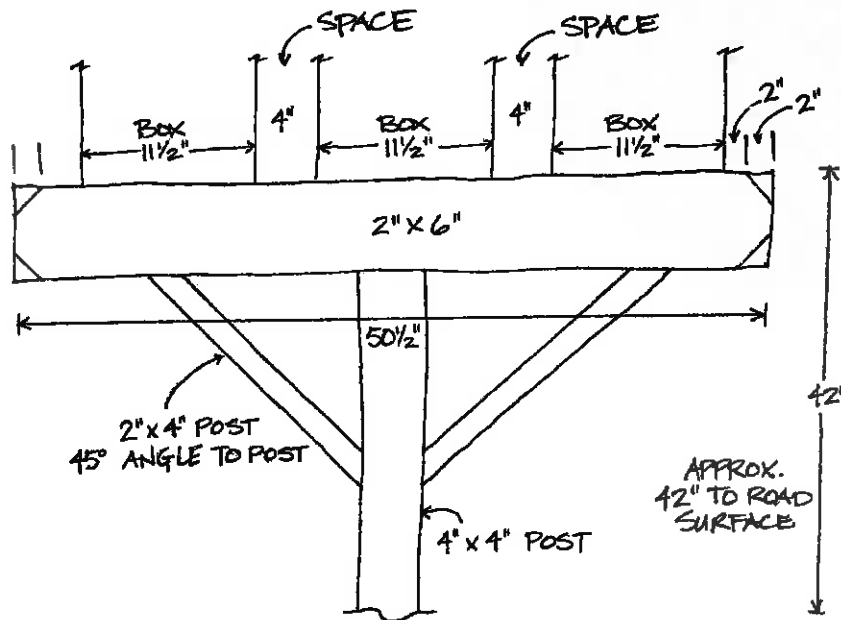 SPACE
SPACE
2"
2"
4"
4"
BOX
11½"
BOX
11½"
BOX
11½"
2" X 6"
50½"
42"
2" x 4" POST
45° ANGLE TO POST
APPROX.
42" TO ROAD
SURFACE
4" x 4" POST